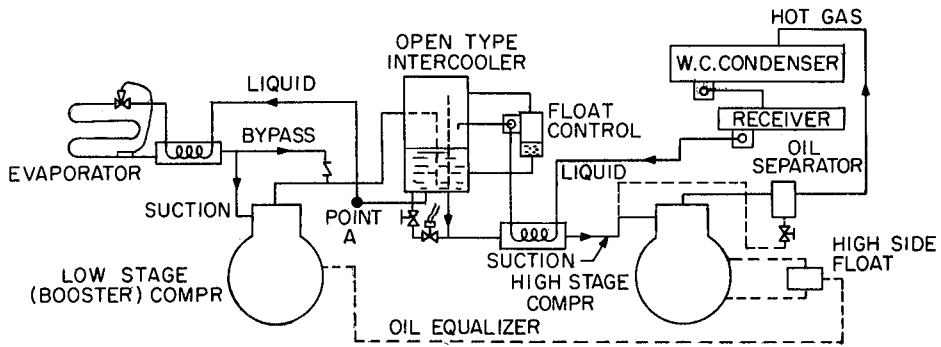 HOT GAS
OPEN TYPE
INTERCOOLER
W.C. CONDENSER
LIQUID
FLOAT
CONTROL
RECEIVER
BYPASS
OIL
SEPARATOR
EVAPORATOR
LIQUID
SUCTION
POINT
A
SUCTION
HIGH STAGE
COMPR
HIGH SIDE
FLOAT
LOW STAGE
(BOOSTER) COMPR
OIL EQUALIZER